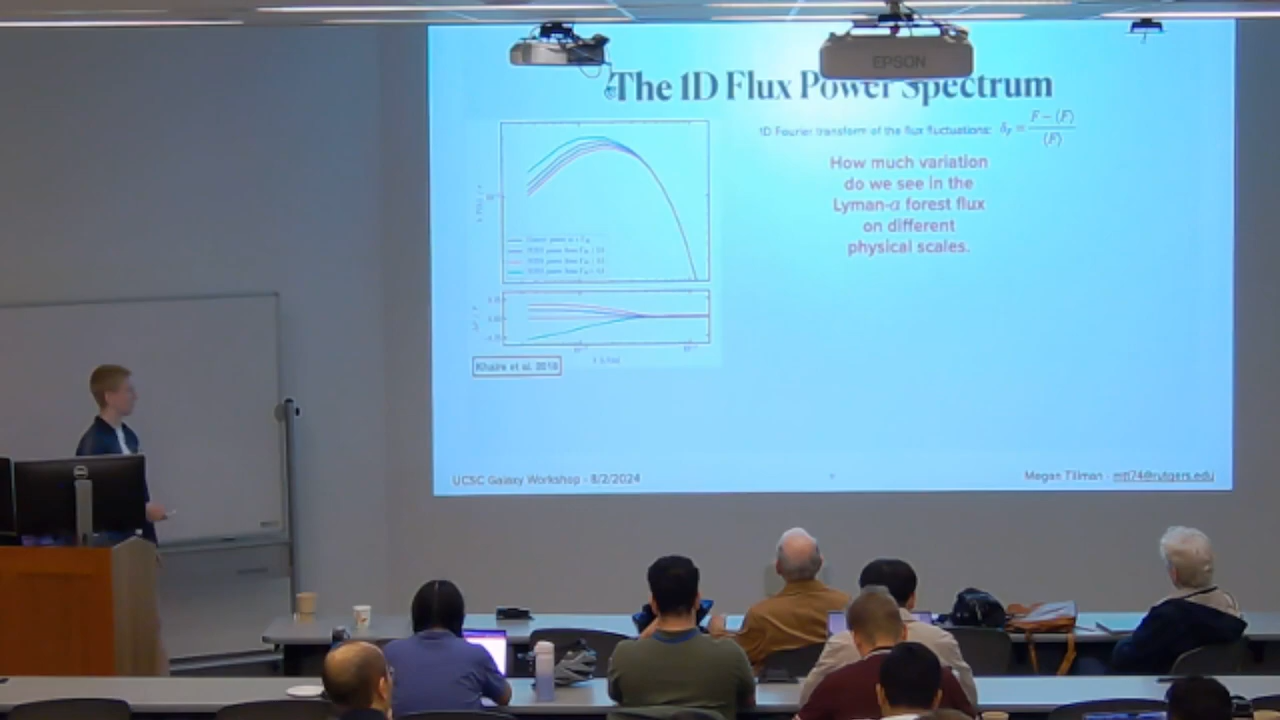 EPSON
The 1D Flux Power Spectrum
1D Fourier transform of the flux fluctuations: δ_F = F − ⟨F⟩ / ⟨F⟩
How much variation
do we see in the
Lyman-α forest flux
on different
physical scales.
Khaire et al. 2019
UCSC Galaxy Workshop - 8/2/2024
Megan Tillman - mtt74@rutgers.edu